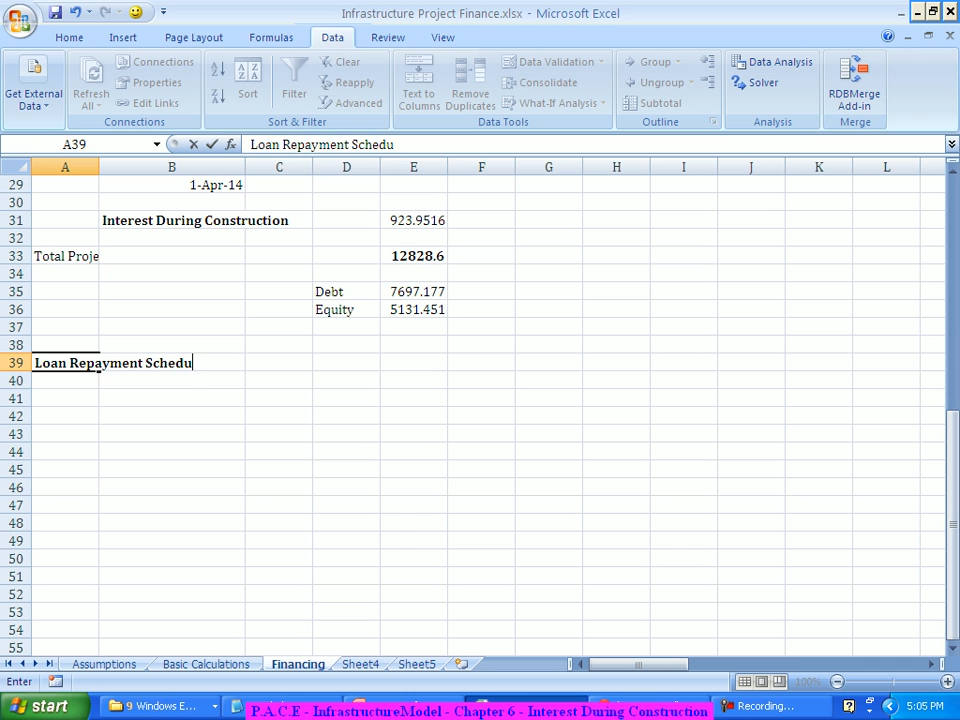 Infrastructure Project Finance.xlsx - Microsoft Excel
Home Insert Page Layout Formulas Data Review View
Get External Data
Refresh All
Connections
Properties
Edit Links
Connections
Sort
Filter
Clear
Reapply
Advanced
Sort & Filter
Text to Columns
Remove Duplicates
Data Validation
Consolidate
What-If Analysis
Data Tools
Group
Ungroup
Subtotal
Outline
Data Analysis
Solver
Analysis
RDBMerge Add-in
Merge
A39 fx Loan Repayment Schedu
A B C D E F G H I J K L
29 1-Apr-14
30
31 Interest During Construction 923.9516
32
33 Total Proje 12828.6
34
35 Debt 7697.177
36 Equity 5131.451
37
38
39 Loan Repayment Schedu
40
41
42
43
44
45
46
47
48
49
50
51
52
53
54
55
Assumptions Basic Calculations Financing Sheet4 Sheet5
Enter 100%
start 9 Windows E... Recording... 5:05 PM
P.A.C.E - InfrastructureModel - Chapter 6 - Interest During Construction